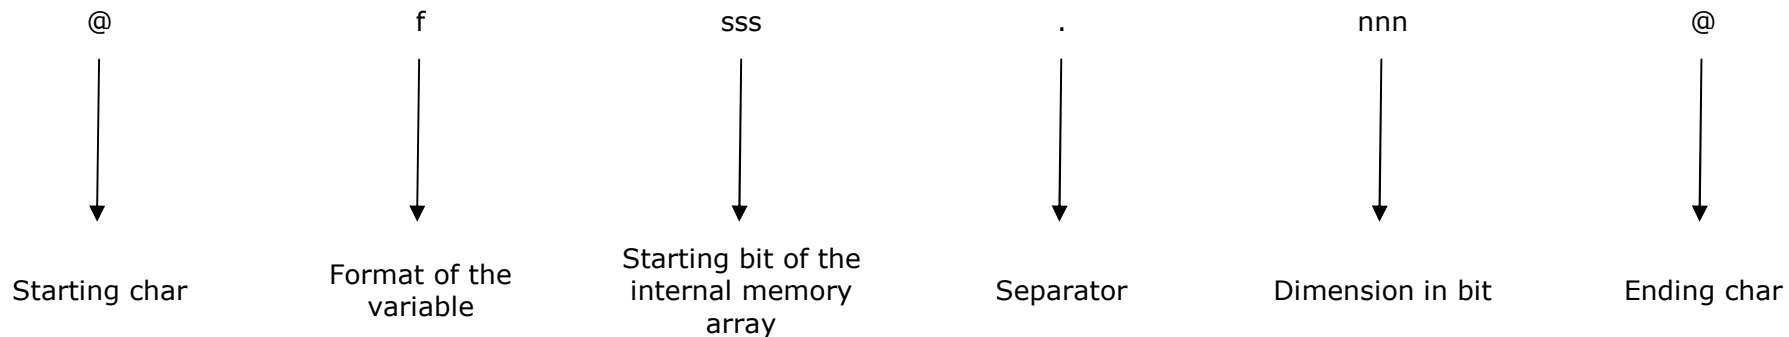 @ f sss . nnn @
Starting char
Format of the
variable
Starting bit of the
internal memory
array
Separator
Dimension in bit
Ending char